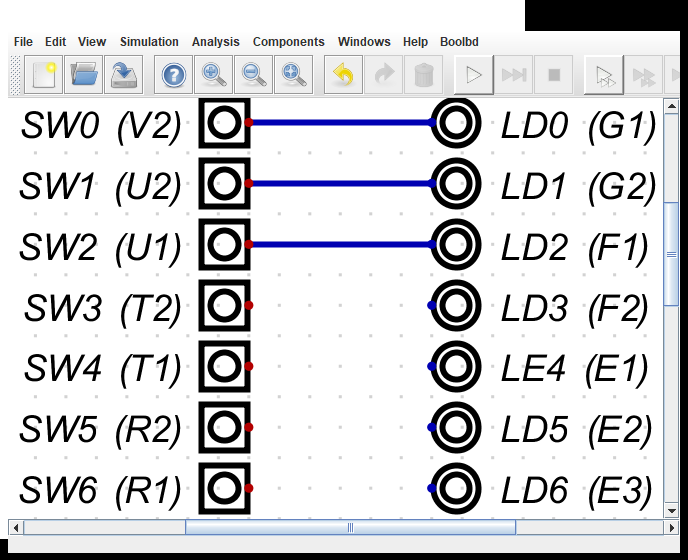 File Edit View Simulation Analysis Components Windows Help Boolbd
SW0 (V2) LD0 (G1)
SW1 (U2) LD1 (G2)
SW2 (U1) LD2 (F1)
SW3 (T2) LD3 (F2)
SW4 (T1) LE4 (E1)
SW5 (R2) LD5 (E2)
SW6 (R1) LD6 (E3)